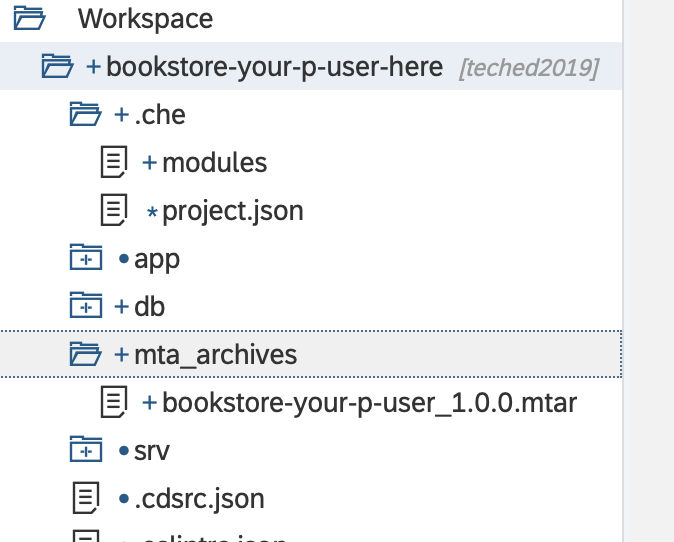 Workspace
+ bookstore-your-p-user-here [teched2019]
+ .che
+ modules
* project.json
• app
+ db
+ mta_archives
+ bookstore-your-p-user_1.0.0.mtar
• srv
• .cdsrc.json